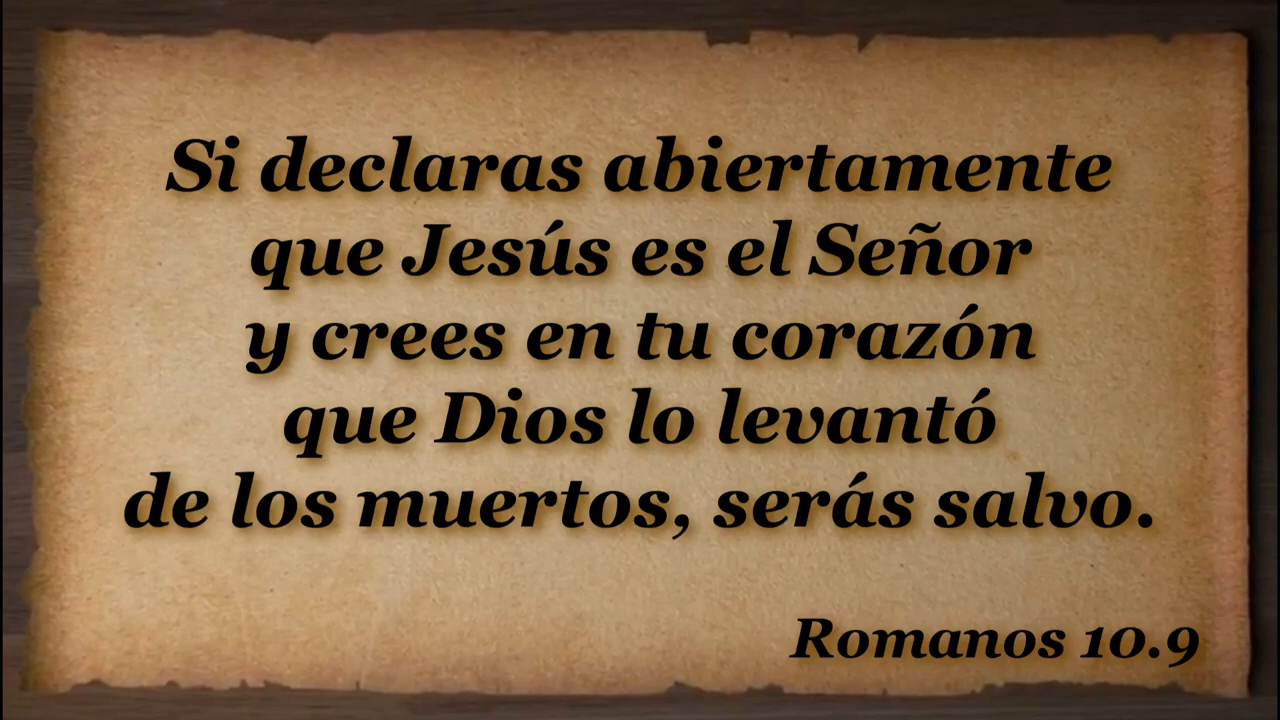 Si declaras abiertamente
que Jesús es el Señor
y crees en tu corazón
que Dios lo levantó
de los muertos, serás salvo.
Romanos 10.9